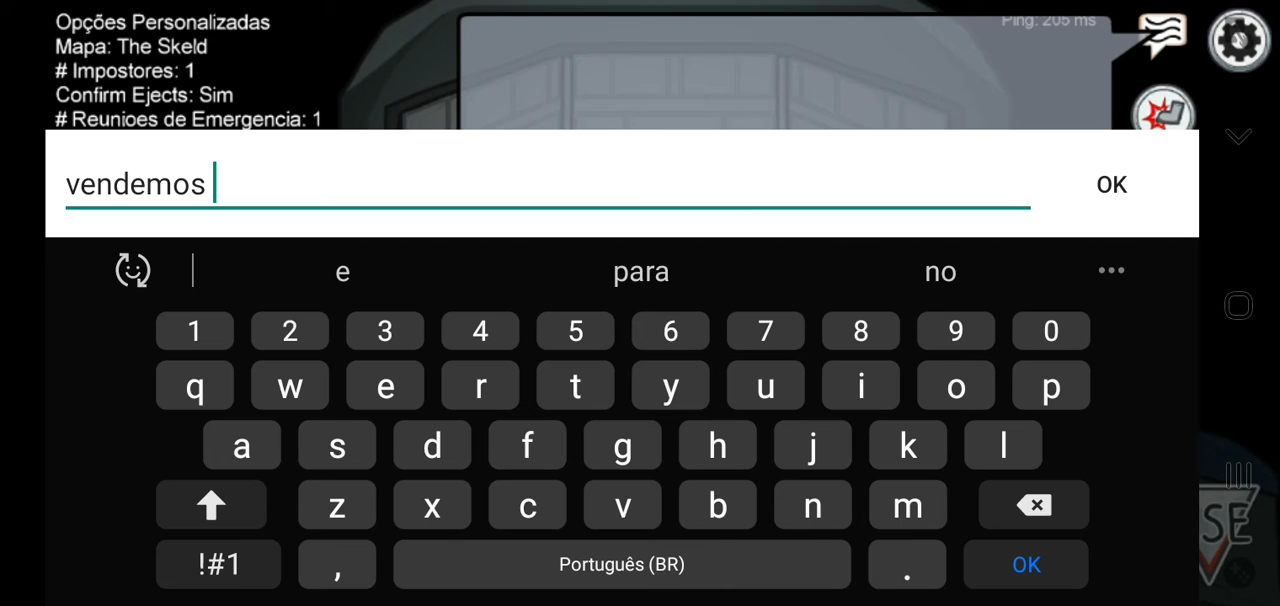 Opções Personalizadas
Mapa: The Skeld
# Impostores: 1
Confirm Ejects: Sim
# Reunioes de Emergencia: 1
Ping: 205 ms
vendemos
OK
e para no
1 2 3 4 5 6 7 8 9 0
q w e r t y u i o p
a s d f g h j k l
z x c v b n m
!#1 , Português (BR) . OK
SE